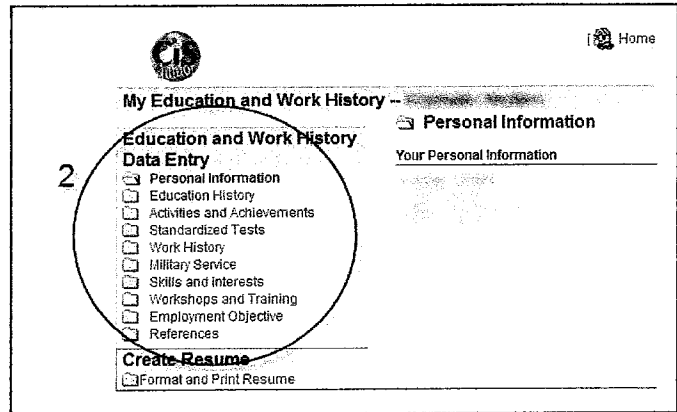 Home
CiS
My Education and Work History --
Education and Work History
Data Entry
Personal Information
Education History
Activities and Achievements
Standardized Tests
Work History
Military Service
Skills and Interests
Workshops and Training
Employment Objective
References
Create Resume
Format and Print Resume
Personal Information
Your Personal Information
2